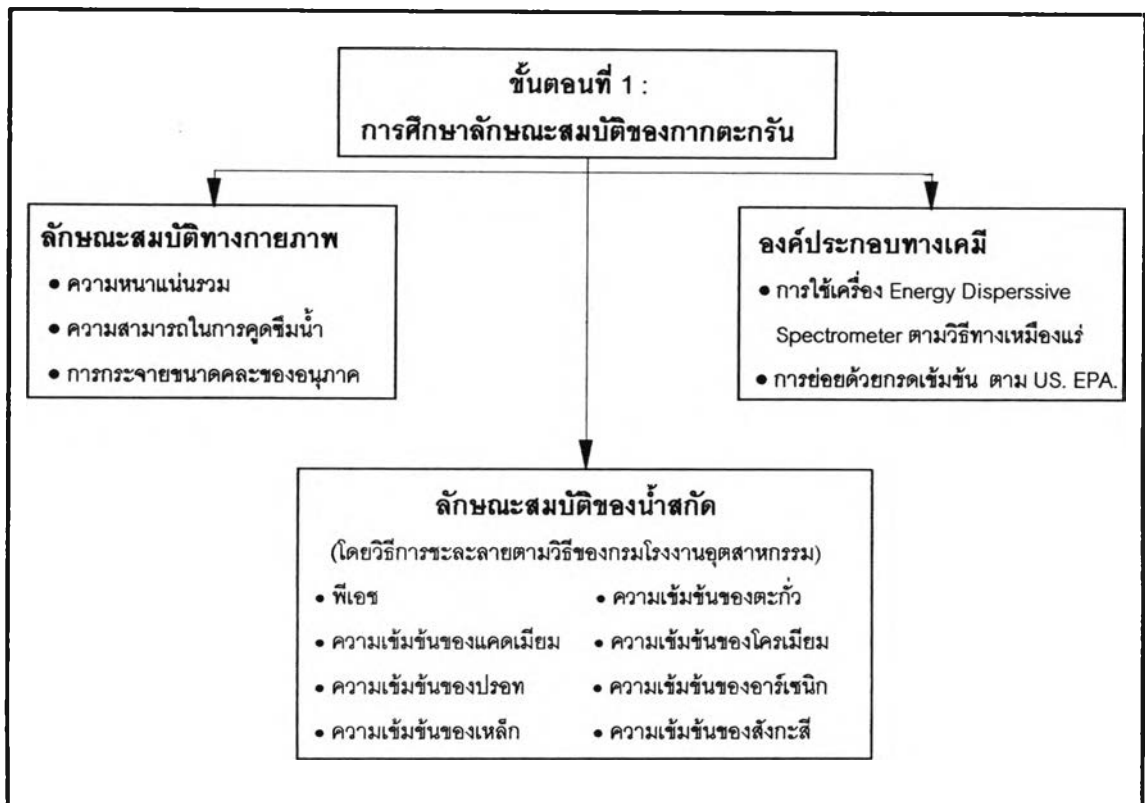 ขั้นตอนที่ 1 :
การศึกษาลักษณะสมบัติของกากตะกรัน
ลักษณะสมบัติทางกายภาพ
• ความหนาแน่นรวม
• ความสามารถในการดูดซึมน้ำ
• การกระจายขนาดคละของอนุภาค
องค์ประกอบทางเคมี
• การใช้เครื่อง Energy Disperssive
Spectrometer ตามวิธีทางเหมืองแร่
• การย่อยด้วยกรดเข้มข้น ตาม US. EPA.
ลักษณะสมบัติของน้ำสกัด
(โดยวิธีการชะละลายตามวิธีของกรมโรงงานอุตสาหกรรม)
• พีเอช
• ความเข้มข้นของตะกั่ว
• ความเข้มข้นของแคดเมียม
• ความเข้มข้นของโครเมียม
• ความเข้มข้นของปรอท
• ความเข้มข้นของอาร์เซนิก
• ความเข้มข้นของเหล็ก
• ความเข้มข้นของสังกะสี